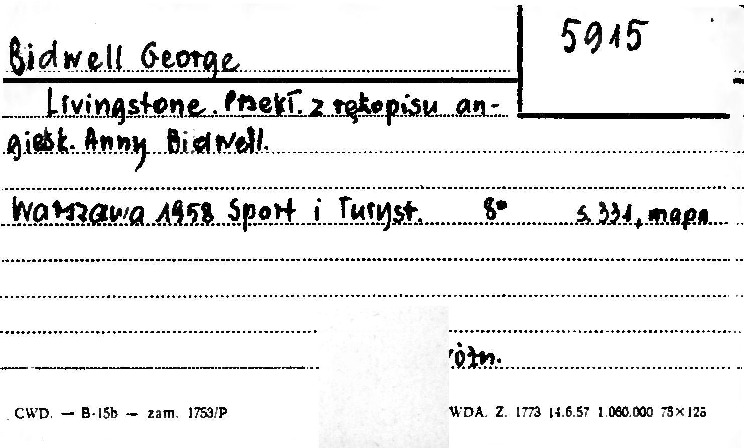 5915
Bidwell George
Livingstone. Przekł. z rękopisu an-
gielsk. Anny Bidwell.
Warszawa 1958 Sport i Turyst. 8° s. 331, mapa
różn.
CWD. — B-15b — zam. 1753/P
WDA. Z. 1773 14.6.57 1.060.000 75×125